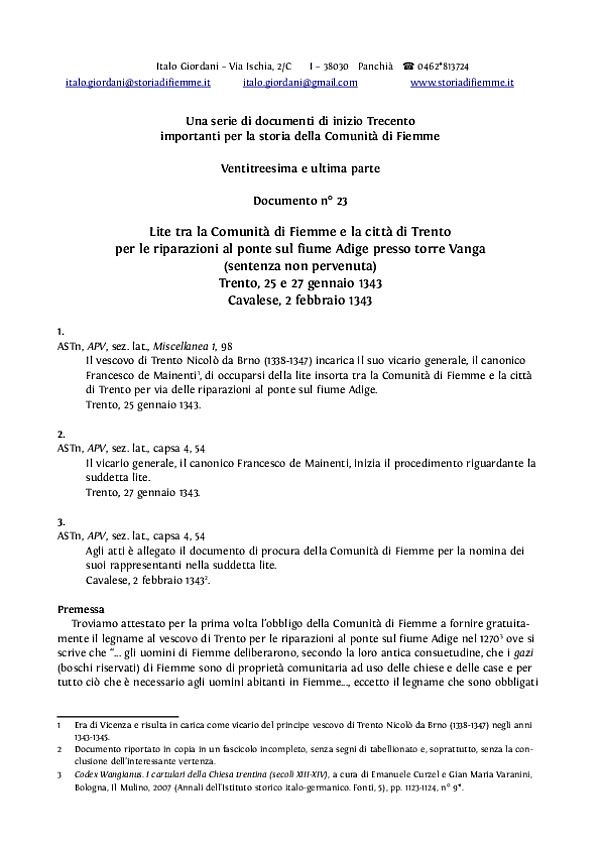 Italo Giordani – Via Ischia, 2/C I – 38030 Panchià ☎ 0462*813724
italo.giordani@storiadifiemme.it italo.giordani@gmail.com www.storiadifiemme.it
Una serie di documenti di inizio Trecento
importanti per la storia della Comunità di Fiemme
Ventitreesima e ultima parte
Documento n° 23
Lite tra la Comunità di Fiemme e la città di Trento
per le riparazioni al ponte sul fiume Adige presso torre Vanga
(sentenza non pervenuta)
Trento, 25 e 27 gennaio 1343
Cavalese, 2 febbraio 1343
1.
ASTn, APV, sez. lat., Miscellanea 1, 98
Il vescovo di Trento Nicolò da Brno (1338-1347) incarica il suo vicario generale, il canonico
Francesco de Mainenti¹, di occuparsi della lite insorta tra la Comunità di Fiemme e la città
di Trento per via delle riparazioni al ponte sul fiume Adige.
Trento, 25 gennaio 1343.
2.
ASTn, APV, sez. lat., capsa 4, 54
Il vicario generale, il canonico Francesco de Mainenti, inizia il procedimento riguardante la
suddetta lite.
Trento, 27 gennaio 1343.
3.
ASTn, APV, sez. lat., capsa 4, 54
Agli atti è allegato il documento di procura della Comunità di Fiemme per la nomina dei
suoi rappresentanti nella suddetta lite.
Cavalese, 2 febbraio 1343².
Premessa
Troviamo attestato per la prima volta l'obbligo della Comunità di Fiemme a fornire gratuita-
mente il legname al vescovo di Trento per le riparazioni al ponte sul fiume Adige nel 1270³ ove si
scrive che “... gli uomini di Fiemme deliberarono, secondo la loro antica consuetudine, che i gazi
(boschi riservati) di Fiemme sono di proprietà comunitaria ad uso delle chiese e delle case e per
tutto ciò che è necessario agli uomini abitanti in Fiemme..., eccetto il legname che sono obbligati
1 Era di Vicenza e risulta in carica come vicario del principe vescovo di Trento Nicolò da Brno (1338-1347) negli anni
1343-1345.
2 Documento riportato in copia in un fascicolo incompleto, senza segni di tabellionato e, soprattutto, senza la con-
clusione dell'interessante vertenza.
3 Codex Wangianus. I cartulari della Chiesa trentina (secoli XIII-XIV), a cura di Emanuele Curzel e Gian Maria Varanini,
Bologna, Il Mulino, 2007 (Annali dell'Istituto storico italo-germanico. Fonti, 5), pp. 1123-1124, n° 9*.